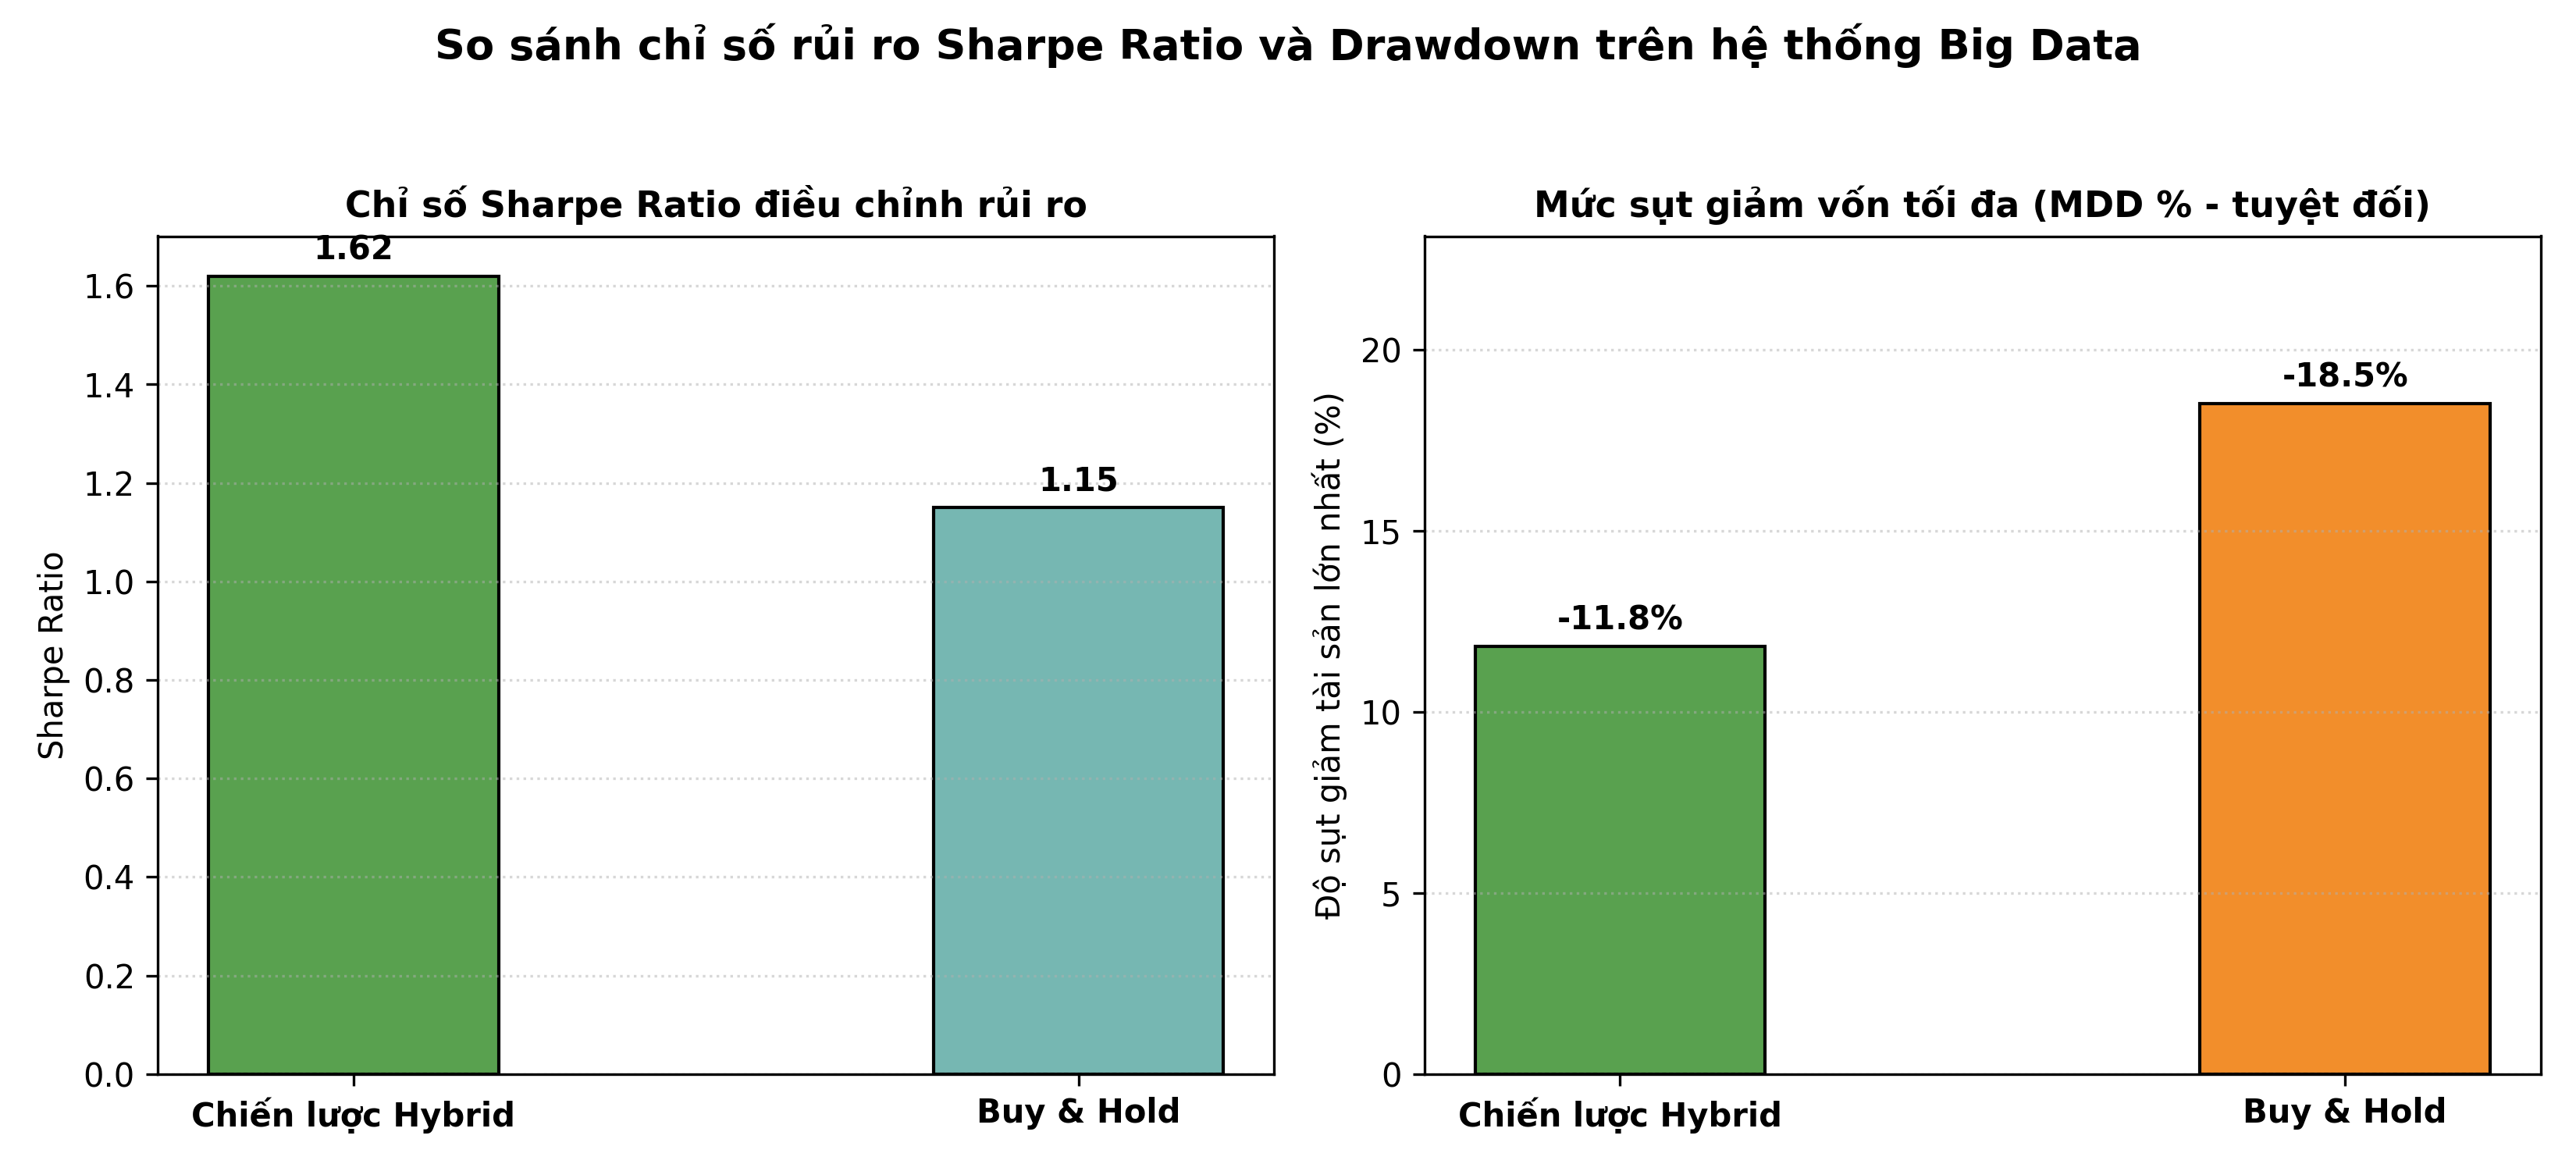 So sánh chỉ số rủi ro Sharpe Ratio và Drawdown trên hệ thống Big Data
Chỉ số Sharpe Ratio điều chỉnh rủi ro
Sharpe Ratio
1.6
1.4
1.2
1.0
0.8
0.6
0.4
0.2
0.0
1.62
1.15
Chiến lược Hybrid
Buy & Hold
Mức sụt giảm vốn tối đa (MDD % - tuyệt đối)
Độ sụt giảm tài sản lớn nhất (%)
20
15
10
5
0
-11.8%
-18.5%
Chiến lược Hybrid
Buy & Hold